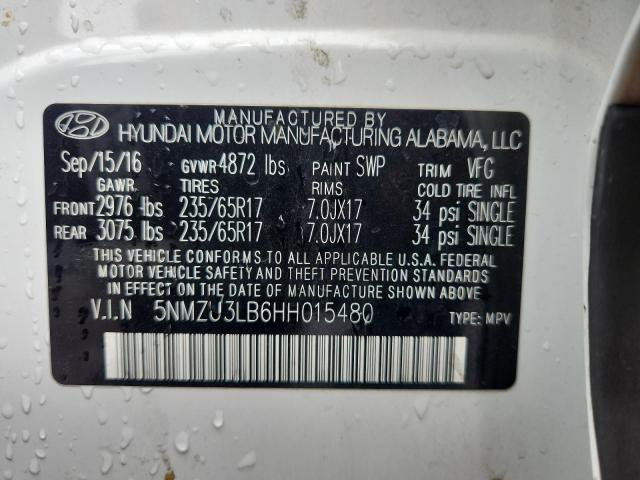 MANUFACTURED BY
HYUNDAI MOTOR MANUFACTURING ALABAMA, LLC
Sep/15/16 GVWR 4872 lbs PAINT SWP TRIM VFG
GAWR TIRES RIMS COLD TIRE INFL
FRONT 2976 lbs 235/65R17 7.0JX17 34 psi SINGLE
REAR 3075 lbs 235/65R17 7.0JX17 34 psi SINGLE
THIS VEHICLE CONFORMS TO ALL APPLICABLE U.S.A. FEDERAL
MOTOR VEHICLE SAFETY AND THEFT PREVENTION STANDARDS
IN EFFECT ON THE DATE OF MANUFACTURE SHOWN ABOVE.
V.I.N 5NMZU3LB6HH015480 TYPE: MPV